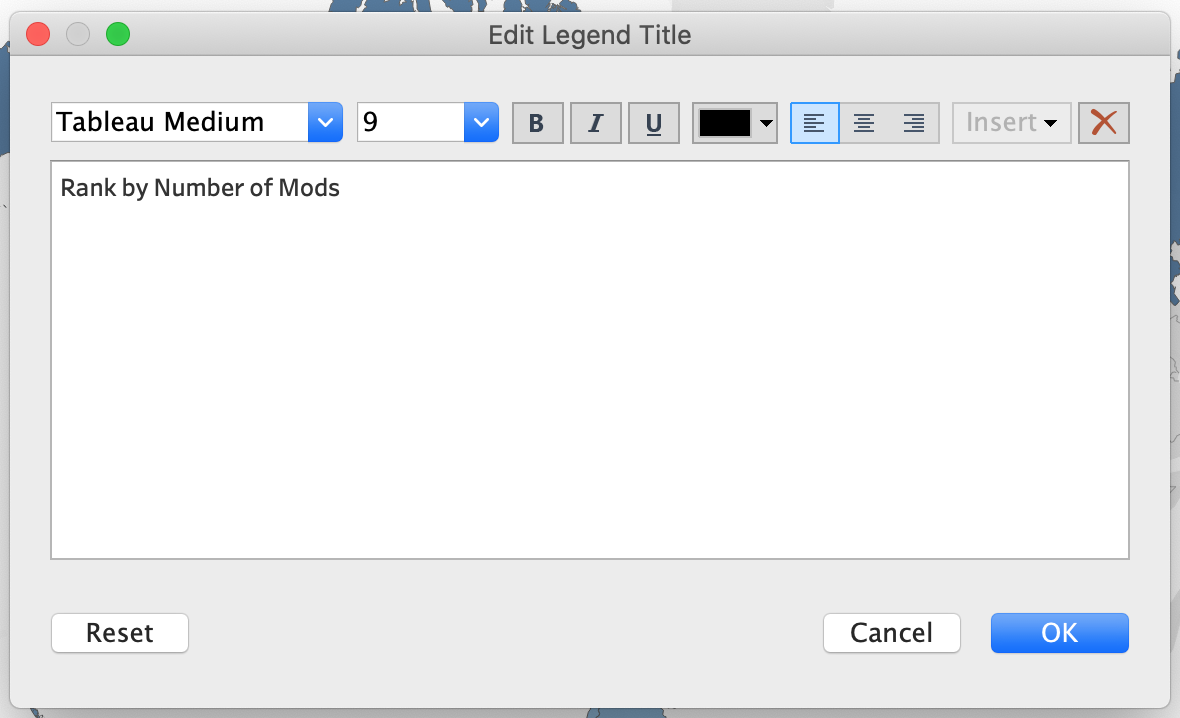 Edit Legend Title
Tableau Medium 9 B I U Insert
Rank by Number of Mods
Reset Cancel OK